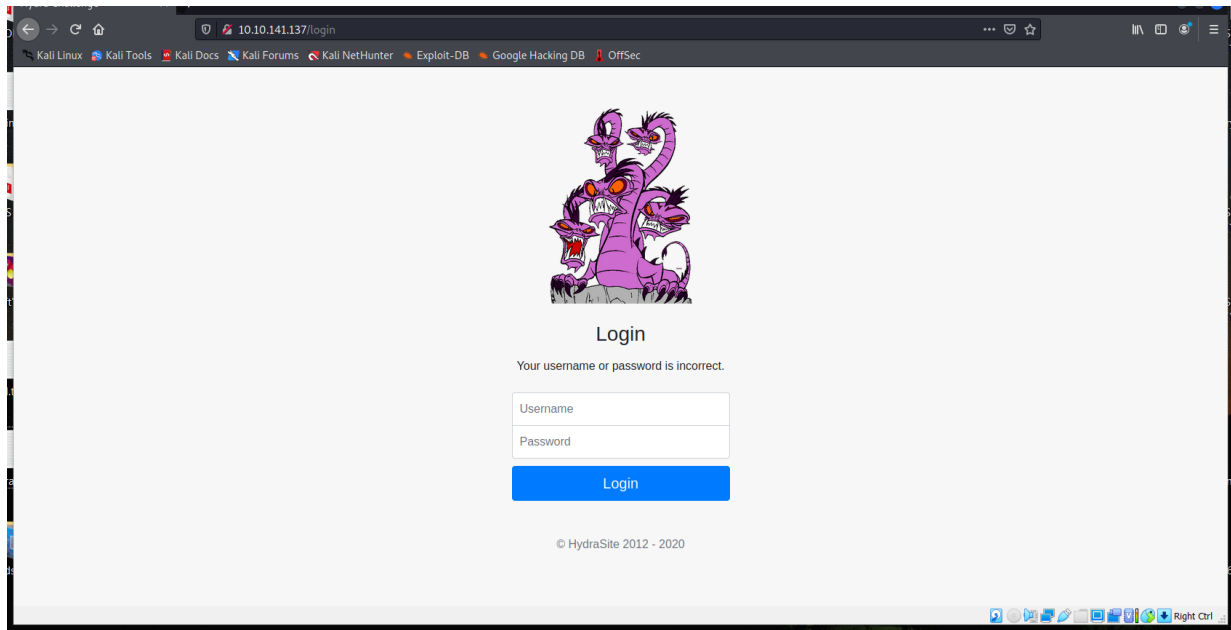 10.10.141.137/login
Kali Linux Kali Tools Kali Docs Kali Forums Kali NetHunter Exploit-DB Google Hacking DB OffSec
Login
Your username or password is incorrect.
Username
Password
Login
© HydraSite 2012 - 2020
Right Ctrl